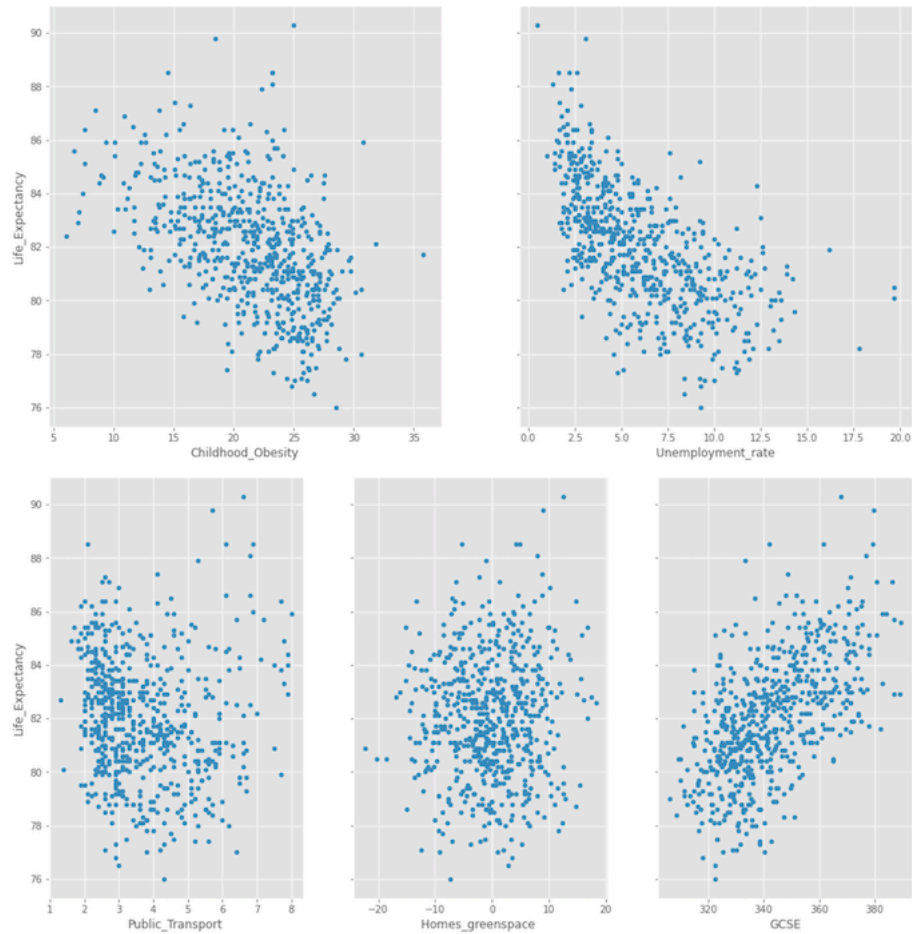 90
88
86
84
82
80
78
76
Life_Expectancy
5 10 15 20 25 30 35
Childhood_Obesity
0.0 2.5 5.0 7.5 10.0 12.5 15.0 17.5 20.0
Unemployment_rate
90
88
86
84
82
80
78
76
Life_Expectancy
1 2 3 4 5 6 7 8
Public_Transport
−20 −10 0 10 20
Homes_greenspace
320 340 360 380
GCSE